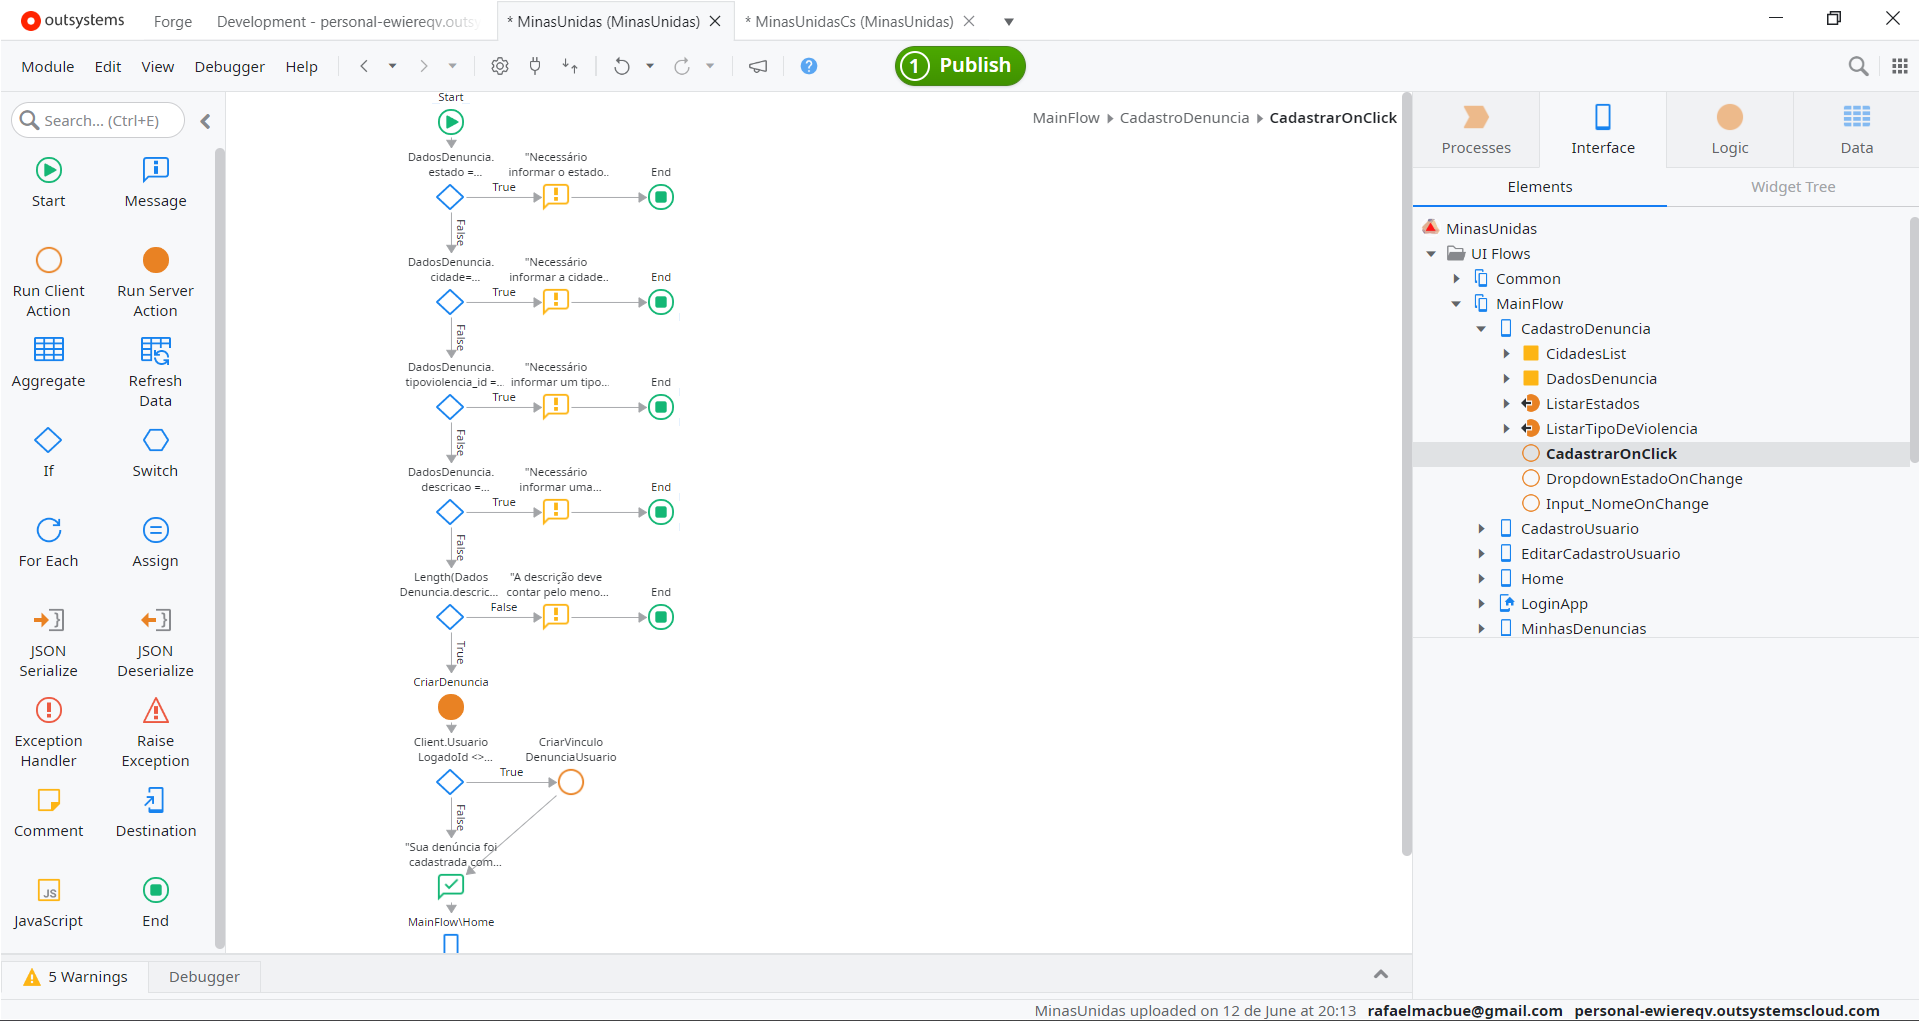 outsystems
Forge
Development - personal-ewiereqv.outs
* MinasUnidas (MinasUnidas)
* MinasUnidasCs (MinasUnidas)
Module
Edit
View
Debugger
Help
1 Publish
Search... (Ctrl+E)
Start
Message
Run Client
Action
Run Server
Action
Aggregate
Refresh
Data
If
Switch
For Each
Assign
JSON
Serialize
JSON
Deserialize
Exception
Handler
Raise
Exception
Comment
Destination
JS
JavaScript
End
MainFlow
CadastroDenuncia
CadastrarOnClick
Start
DadosDenuncia.
estado =...
True
"Necessário
informar o estado..
End
False
DadosDenuncia.
cidade=...
True
"Necessário
informar a cidade..
End
False
DadosDenuncia.
tipoviolencia_id =...
True
"Necessário
informar um tipo...
End
False
DadosDenuncia.
descricao =...
True
"Necessário
informar uma...
End
False
Length(Dados
Denuncia.descric...
False
"A descrição deve
contar pelo meno...
End
True
CriarDenuncia
Client.Usuario
LogadoId <>...
True
CriarVinculo
DenunciaUsuario
False
"Sua denúncia foi
cadastrada com...
MainFlow\Home
Processes
Interface
Logic
Data
Elements
Widget Tree
MinasUnidas
UI Flows
Common
MainFlow
CadastroDenuncia
CidadesList
DadosDenuncia
ListarEstados
ListarTipoDeViolencia
CadastrarOnClick
DropdownEstadoOnChange
Input_NomeOnChange
CadastroUsuario
EditarCadastroUsuario
Home
LoginApp
MinhasDenuncias
5 Warnings
Debugger
MinasUnidas uploaded on 12 de June at 20:13
rafaelmacbue@gmail.com
personal-ewiereqv.outsystemscloud.com